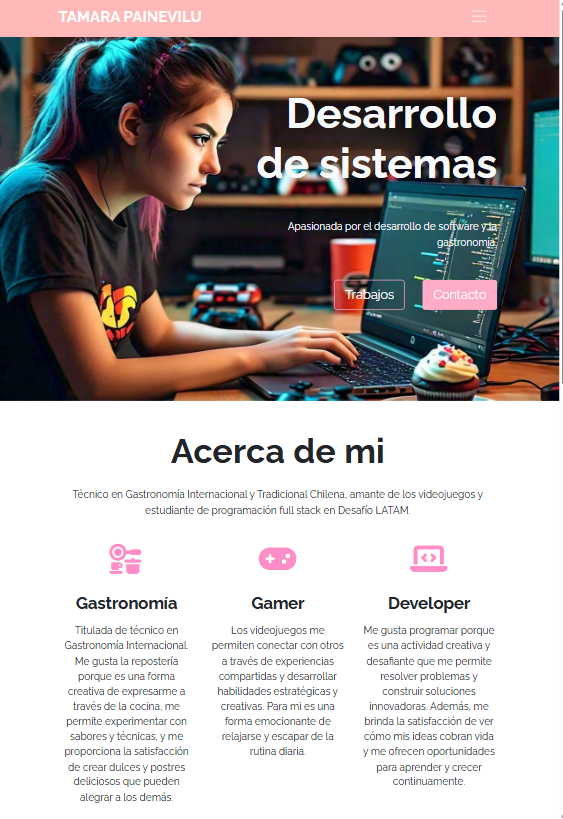 TAMARA PAINEVILU
Desarrollo
de sistemas
Apasionada por el desarrollo de software y la
gastronomía.
Trabajos
Contacto
Acerca de mi
Técnico en Gastronomía Internacional y Tradicional Chilena, amante de los videojuegos y
estudiante de programación full stack en Desafío LATAM.
Gastronomía
Titulada de técnico en
Gastronomía Internacional.
Me gusta la repostería
porque es una forma
creativa de expresarme a
través de la cocina, me
permite experimentar con
sabores y técnicas, y me
proporciona la satisfacción
de crear dulces y postres
deliciosos que pueden
alegrar a los demás.
Gamer
Los videojuegos me
permiten conectar con otros
a través de experiencias
compartidas y desarrollar
habilidades estratégicas y
creativas. Para mi es una
forma emocionante de
relajarse y escapar de la
rutina diaria.
Developer
Me gusta programar porque
es una actividad creativa y
desafiante que me permite
resolver problemas y
construir soluciones
innovadoras. Además, me
brinda la satisfacción de ver
cómo mis ideas cobran vida
y me ofrecen oportunidades
para aprender y crecer
continuamente.